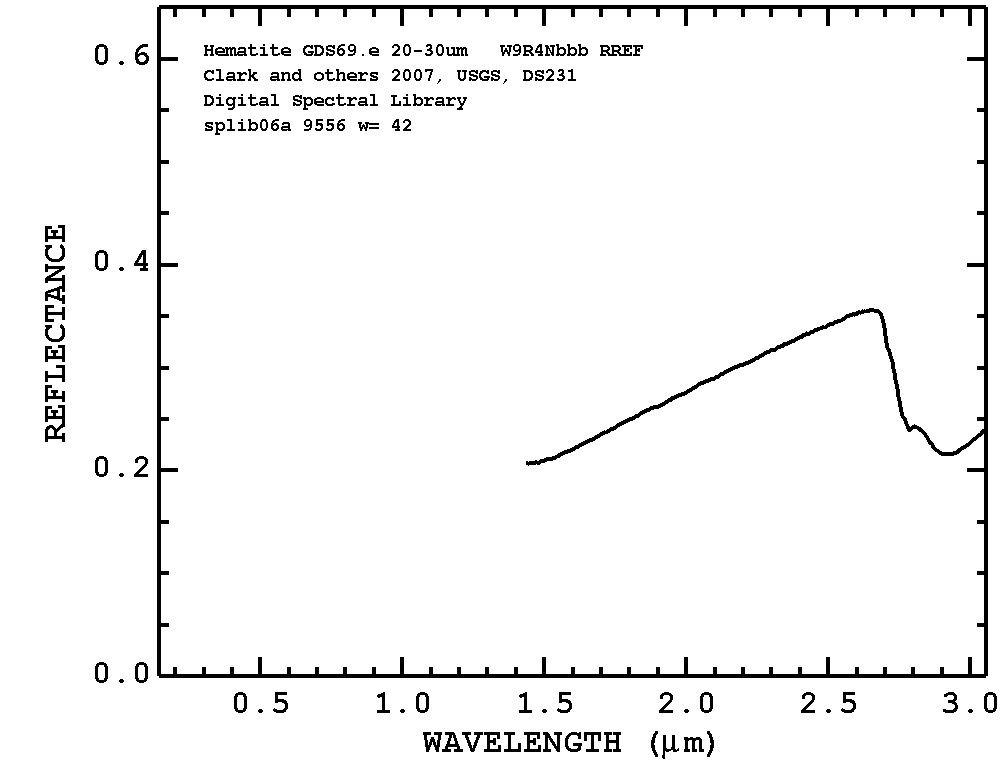 Hematite GDS69.e 20-30um W9R4Nbbb RREF
Clark and others 2007, USGS, DS231
Digital Spectral Library
splib06a 9556 w= 42
0.6
0.4
0.2
0.0
REFLECTANCE
0.5 1.0 1.5 2.0 2.5 3.0
WAVELENGTH (μm)